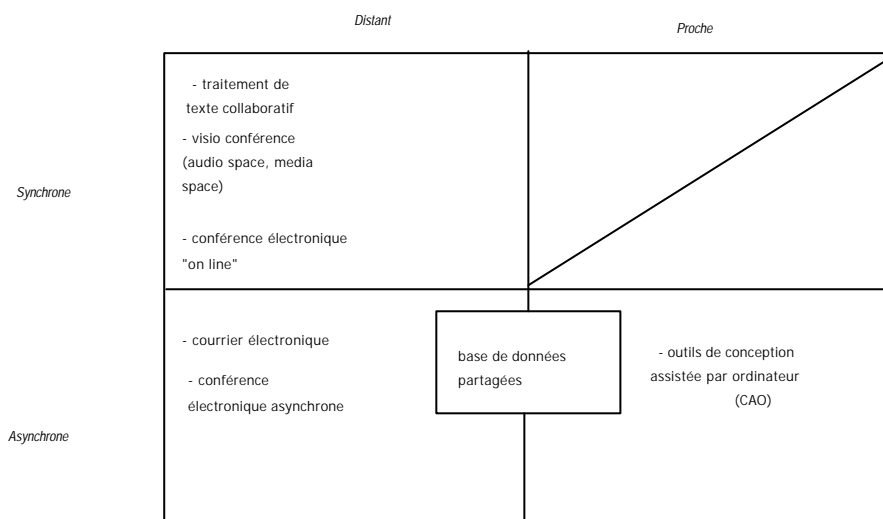 Distant
Proche
Synchrone
- traitement de
texte collaboratif
- visio conférence
(audio space, media
space)
- conférence électronique
"on line"
Asynchrone
- courrier électronique
- conférence
électronique asynchrone
base de données
partagées
- outils de conception
assistée par ordinateur
(CAO)